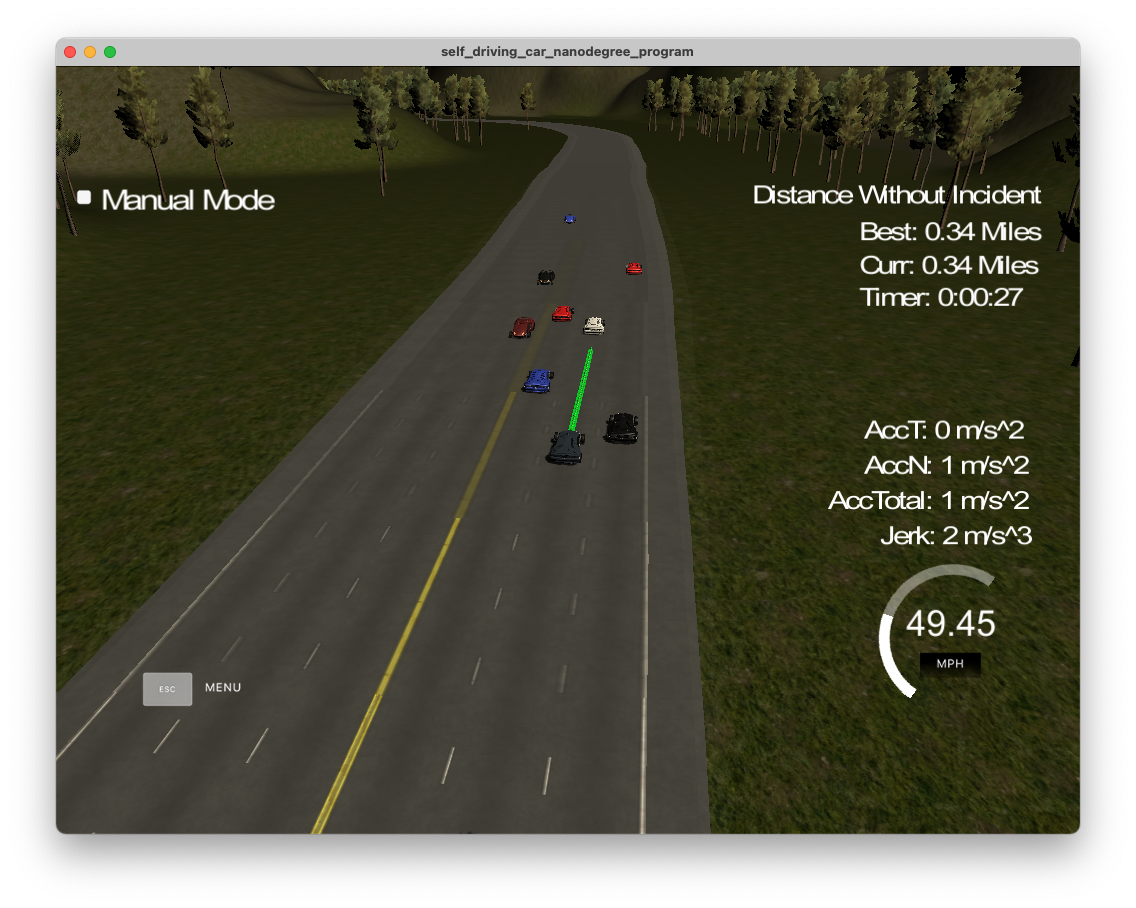 self_driving_car_nanodegree_program
Manual Mode
Distance Without Incident
Best: 0.34 Miles
Curr: 0.34 Miles
Timer: 0:00:27
AccT: 0 m/s^2
AccN: 1 m/s^2
AccTotal: 1 m/s^2
Jerk: 2 m/s^3
49.45
MPH
ESC MENU